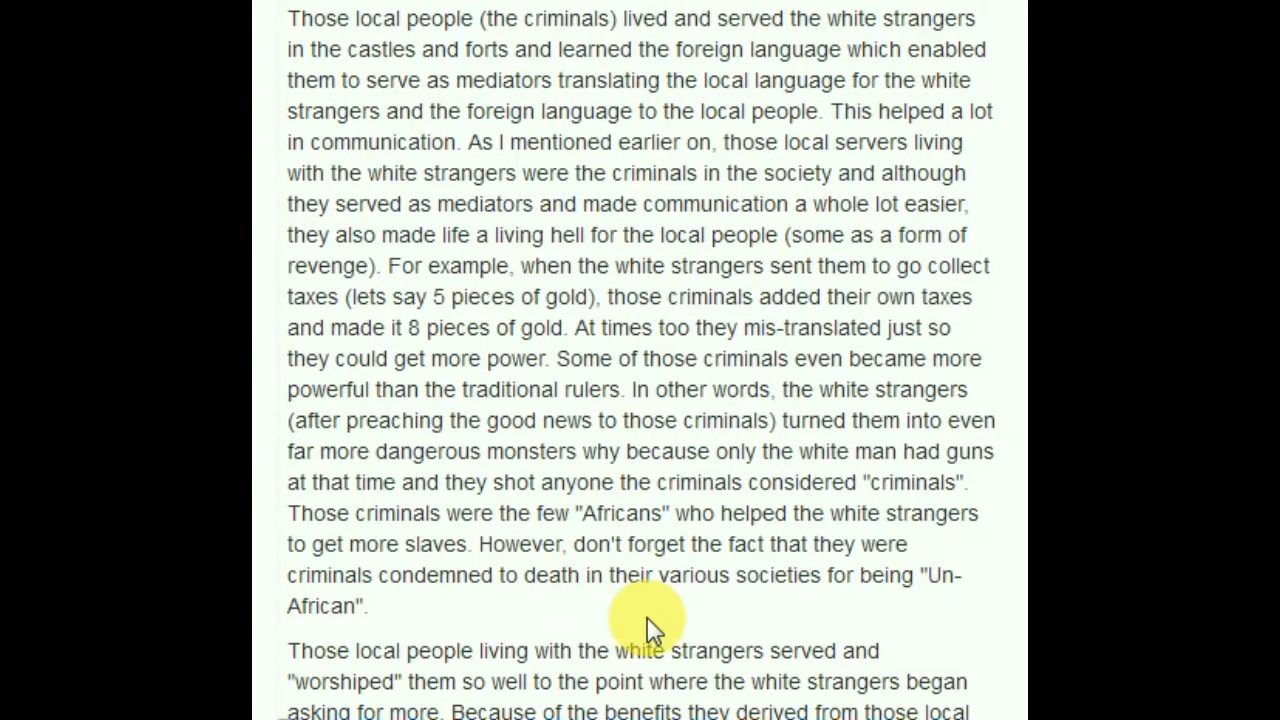 Those local people (the criminals) lived and served the white strangers
in the castles and forts and learned the foreign language which enabled
them to serve as mediators translating the local language for the white
strangers and the foreign language to the local people. This helped a lot
in communication. As I mentioned earlier on, those local servers living
with the white strangers were the criminals in the society and although
they served as mediators and made communication a whole lot easier,
they also made life a living hell for the local people (some as a form of
revenge). For example, when the white strangers sent them to go collect
taxes (lets say 5 pieces of gold), those criminals added their own taxes
and made it 8 pieces of gold. At times too they mis-translated just so
they could get more power. Some of those criminals even became more
powerful than the traditional rulers. In other words, the white strangers
(after preaching the good news to those criminals) turned them into even
far more dangerous monsters why because only the white man had guns
at that time and they shot anyone the criminals considered "criminals".
Those criminals were the few "Africans" who helped the white strangers
to get more slaves. However, don't forget the fact that they were
criminals condemned to death in their various societies for being "Un-
African".
Those local people living with the white strangers served and
"worshiped" them so well to the point where the white strangers began
asking for more. Because of the benefits they derived from those local